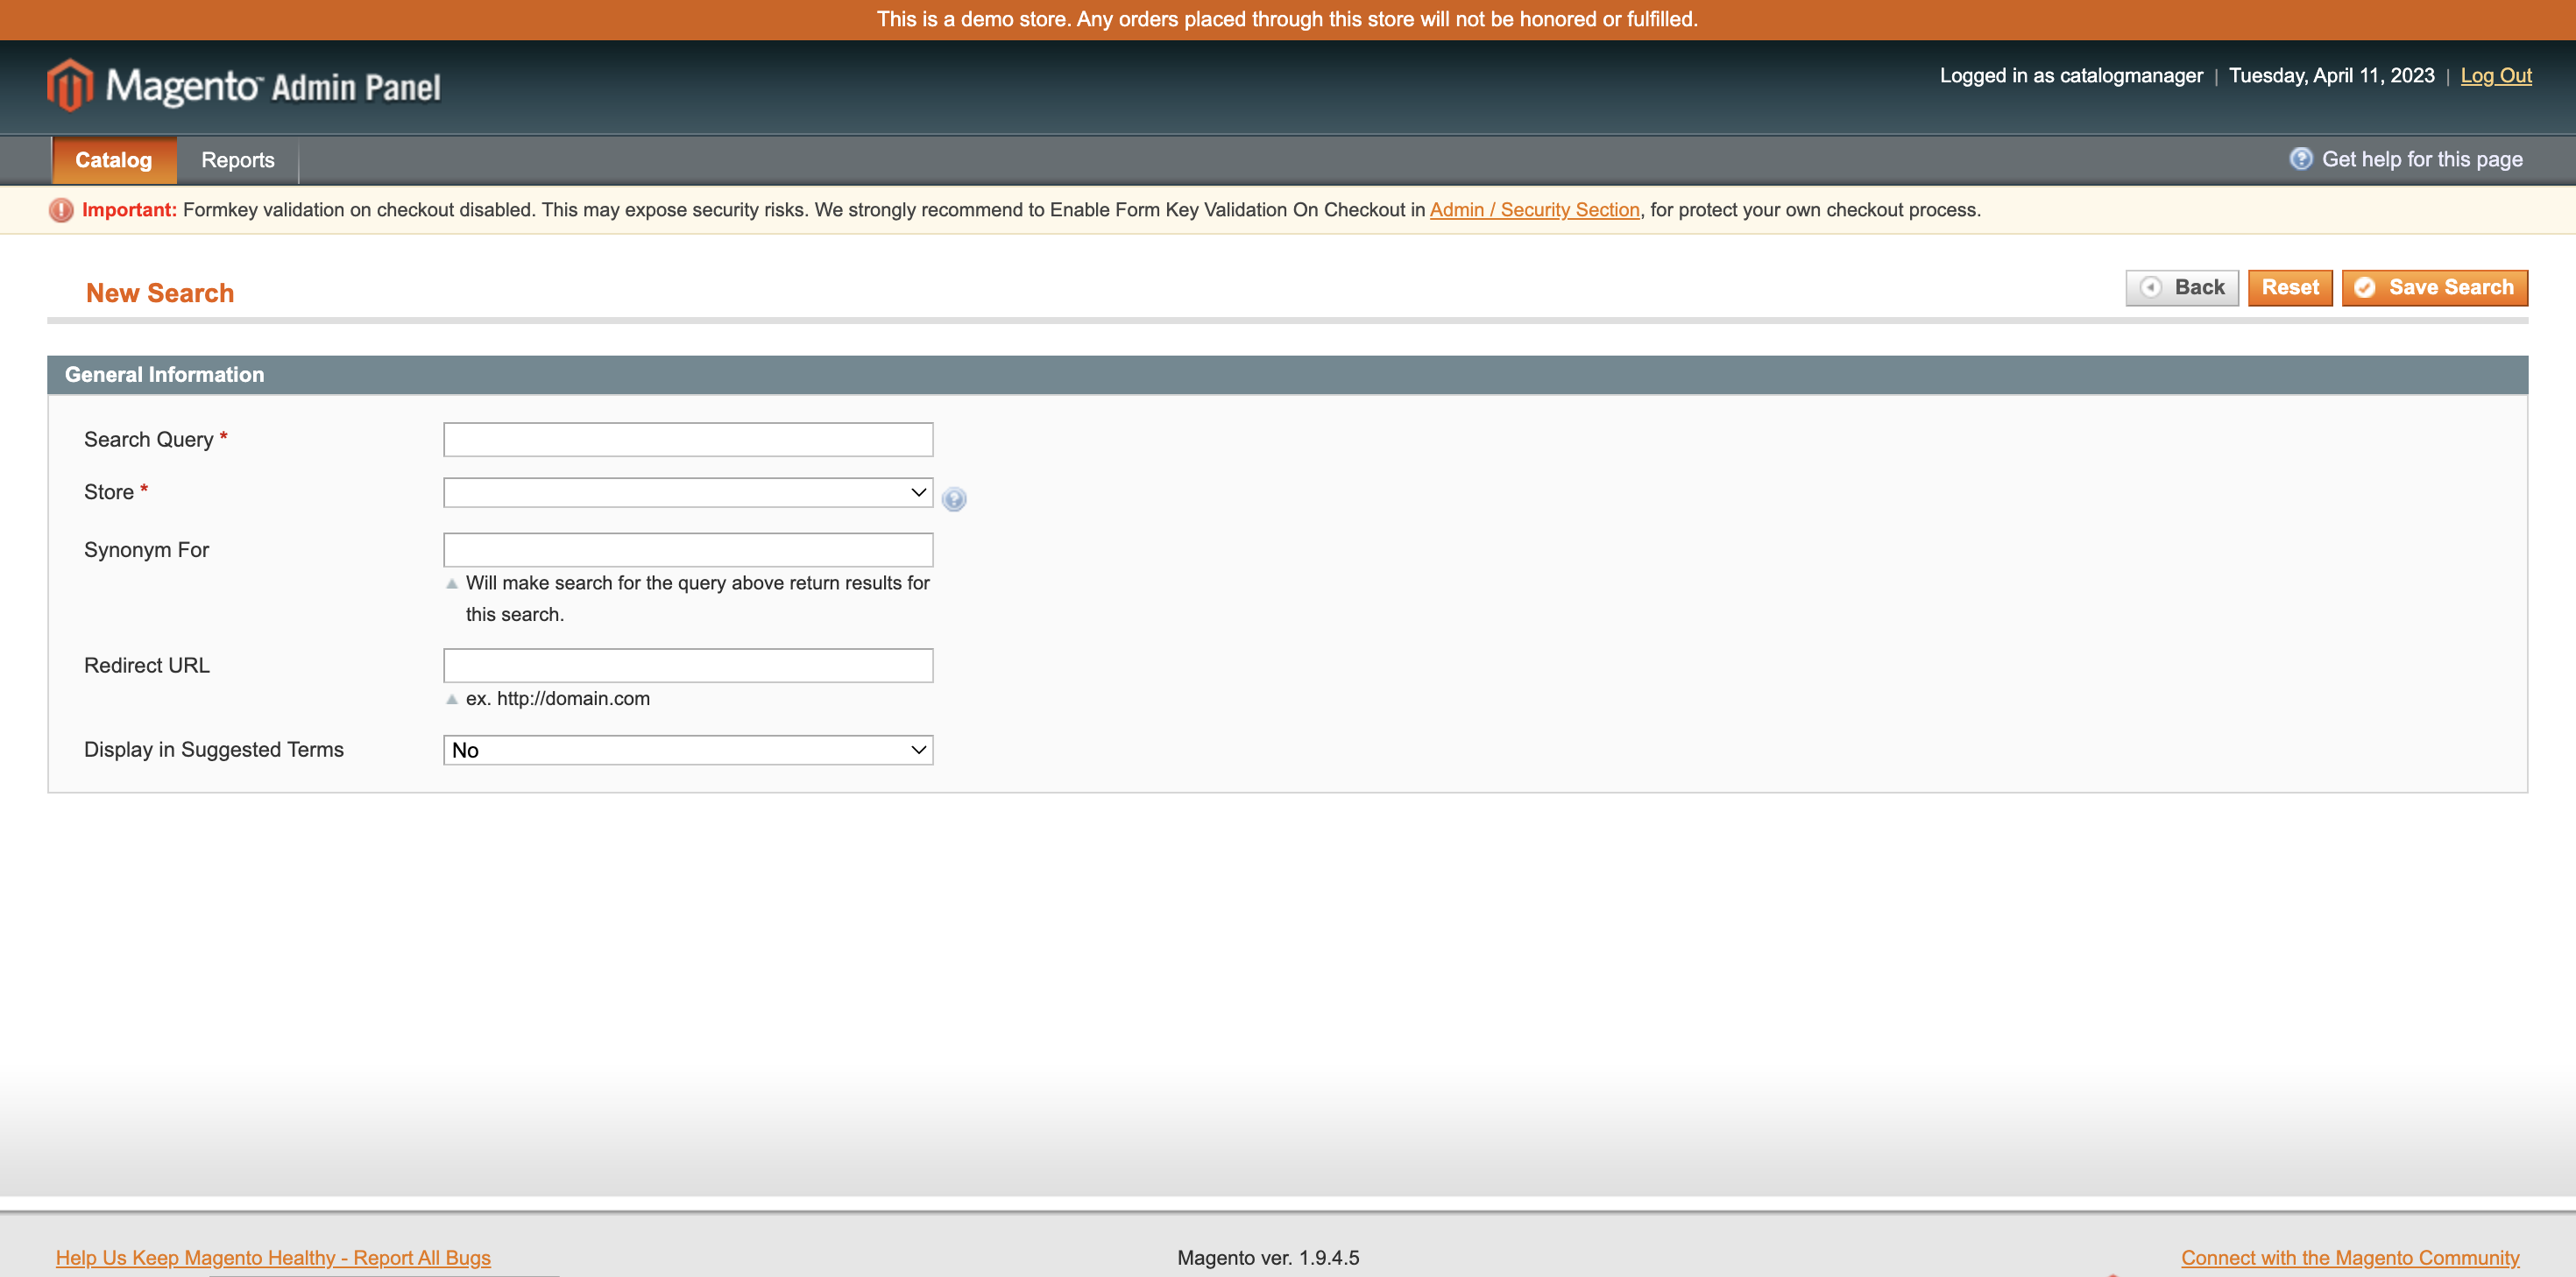 This is a demo store. Any orders placed through this store will not be honored or fulfilled.
Magento™ Admin Panel
Logged in as catalogmanager | Tuesday, April 11, 2023 | Log Out
Catalog
Reports
Get help for this page
Important: Formkey validation on checkout disabled. This may expose security risks. We strongly recommend to Enable Form Key Validation On Checkout in Admin / Security Section, for protect your own checkout process.
New Search
Back
Reset
Save Search
General Information
Search Query *
Store *
Synonym For
Will make search for the query above return results for
this search.
Redirect URL
ex. http://domain.com
Display in Suggested Terms
No
Help Us Keep Magento Healthy - Report All Bugs
Magento ver. 1.9.4.5
Connect with the Magento Community